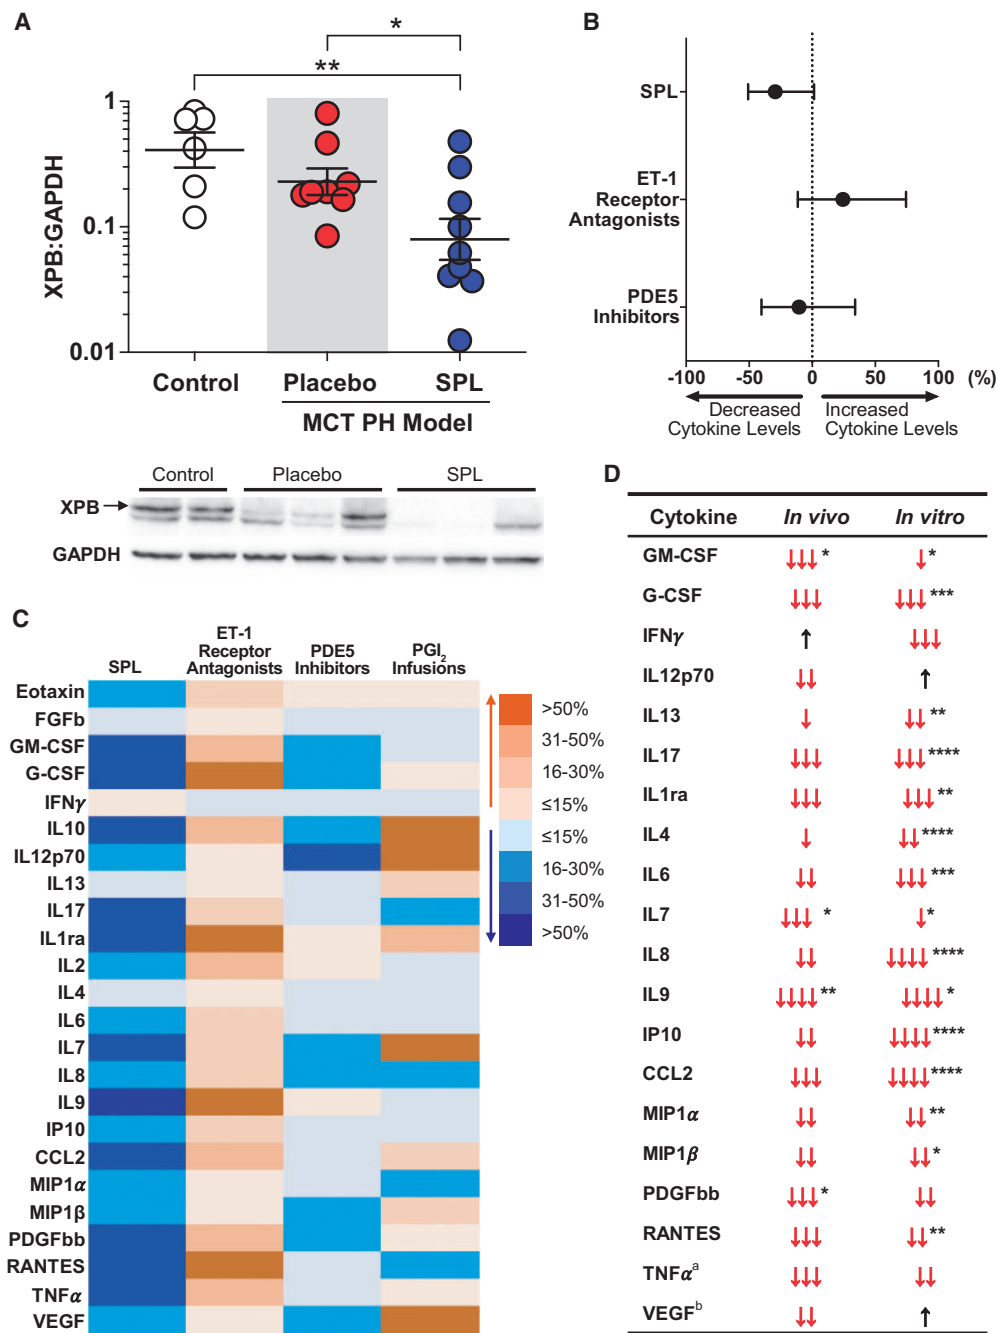 A
*
**
XPB:GAPDH
1
0.1
0.01
Control Placebo SPL
MCT PH Model
Control Placebo SPL
XPB
GAPDH
B
SPL
ET-1
Receptor
Antagonists
PDE5
Inhibitors
-100 -50 0 50 100 (%)
Decreased Increased
Cytokine Levels Cytokine Levels
C
SPL
ET-1
Receptor
Antagonists
PDE5
Inhibitors
PGI2
Infusions
Eotaxin
FGFb
GM-CSF
G-CSF
IFNγ
IL10
IL12p70
IL13
IL17
IL1ra
IL2
IL4
IL6
IL7
IL8
IL9
IP10
CCL2
MIP1α
MIP1β
PDGFbb
RANTES
TNFα
VEGF
>50%
31-50%
16-30%
≤15%
≤15%
16-30%
31-50%
>50%
D
Cytokine In vivo In vitro
GM-CSF ↓↓↓* ↓*
G-CSF ↓↓↓ ↓↓↓***
IFNγ ↑ ↓↓↓
IL12p70 ↓↓ ↑
IL13 ↓ ↓↓**
IL17 ↓↓↓ ↓↓↓****
IL1ra ↓↓↓ ↓↓↓**
IL4 ↓ ↓↓****
IL6 ↓↓ ↓↓↓***
IL7 ↓↓↓* ↓*
IL8 ↓↓ ↓↓↓↓****
IL9 ↓↓↓↓** ↓↓↓↓*
IP10 ↓↓ ↓↓↓↓****
CCL2 ↓↓↓ ↓↓↓↓****
MIP1α ↓↓ ↓↓**
MIP1β ↓↓ ↓↓*
PDGFbb ↓↓↓* ↓↓
RANTES ↓↓↓ ↓↓**
TNFαa ↓↓↓ ↓↓
VEGFb ↓↓ ↑